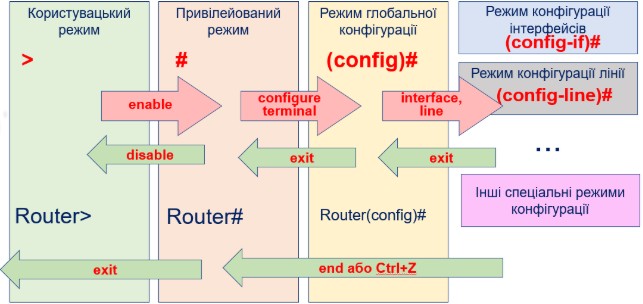 Користувацький
режим
>
Привілейований
режим
#
Режим глобальної
конфігурації
(config)#
Режим конфігурації
інтерфейсів
(config-if)#
Режим конфігурації лінії
(config-line)#
enable
configure
terminal
interface,
line
disable
exit
exit
...
Router>
Router#
Router(config)#
Інші спеціальні режими
конфігурації
exit
end або Ctrl+Z